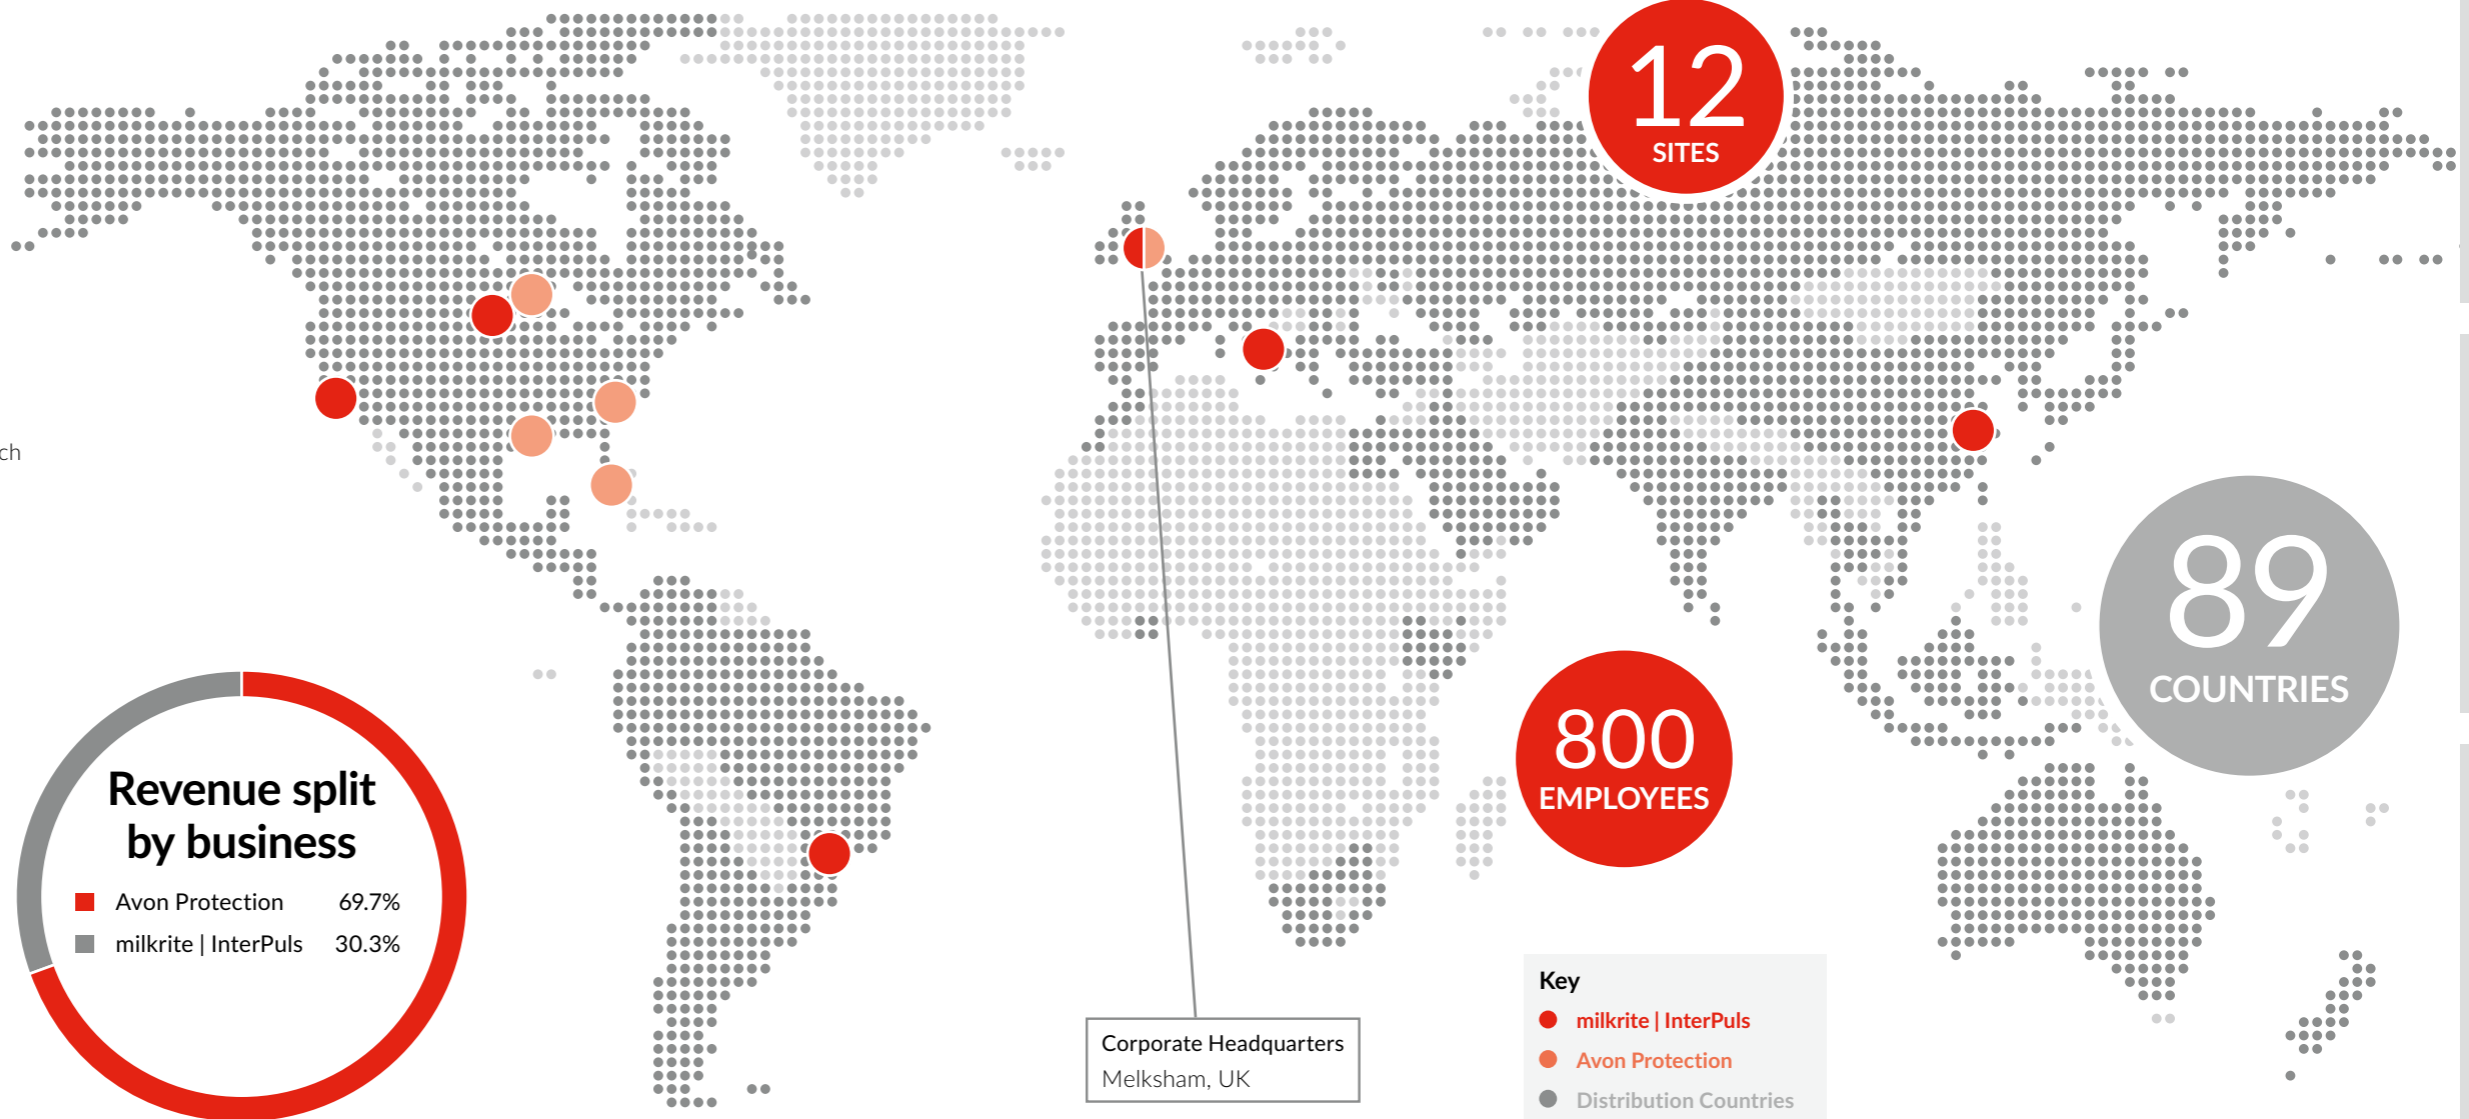 12
SITES
ch
89
COUNTRIES
800
EMPLOYEES
Revenue split
by business
Avon Protection 69.7%
milkrite | InterPuls 30.3%
Corporate Headquarters
Melksham, UK
Key
milkrite | InterPuls
Avon Protection
Distribution Countries